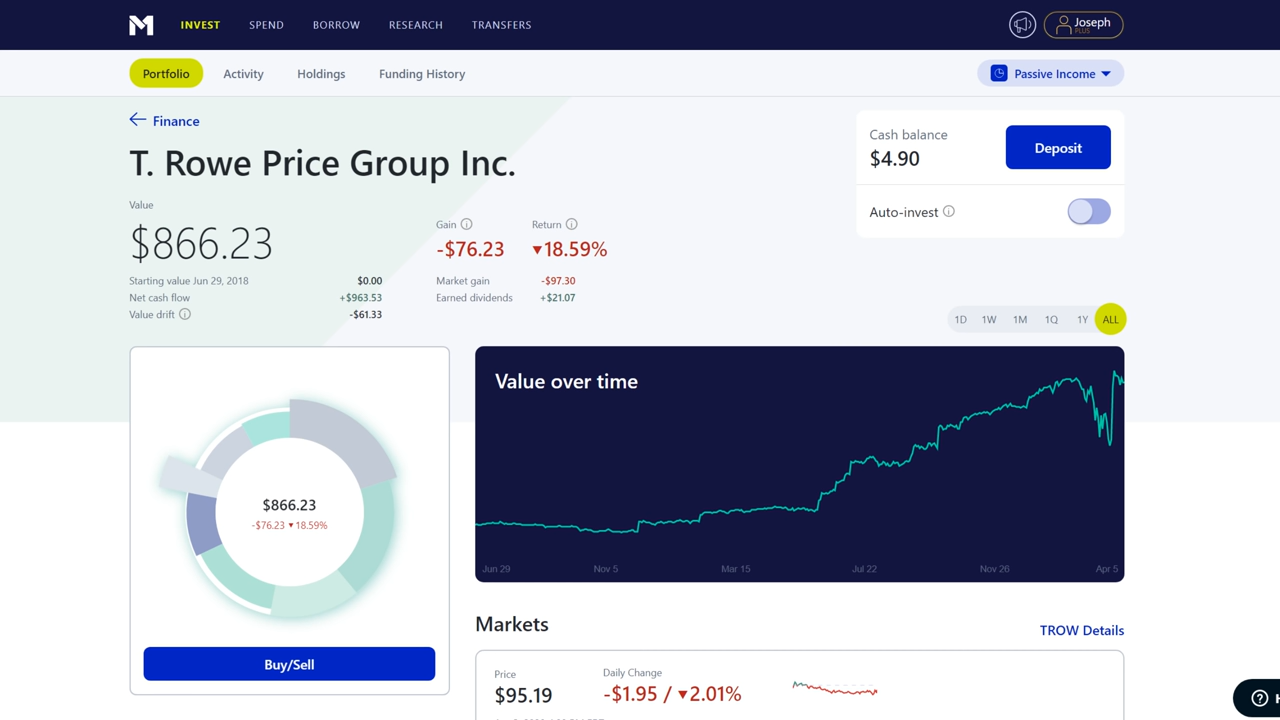 INVEST SPEND BORROW RESEARCH TRANSFERS
Joseph
PLUS
Portfolio Activity Holdings Funding History
Passive Income
Finance
T. Rowe Price Group Inc.
Cash balance
$4.90
Deposit
Auto-invest
Value
$866.23
Gain Return
-$76.23 ▼18.59%
Starting value Jun 29, 2018 $0.00
Net cash flow +$963.53
Value drift -$61.33
Market gain -$97.30
Earned dividends +$21.07
1D 1W 1M 1Q 1Y ALL
$866.23
-$76.23 ▼18.59%
Buy/Sell
Value over time
Jun 29 Nov 5 Mar 15 Jul 22 Nov 26 Apr 5
Markets
TROW Details
Price
$95.19
Daily Change
-$1.95 / ▼2.01%